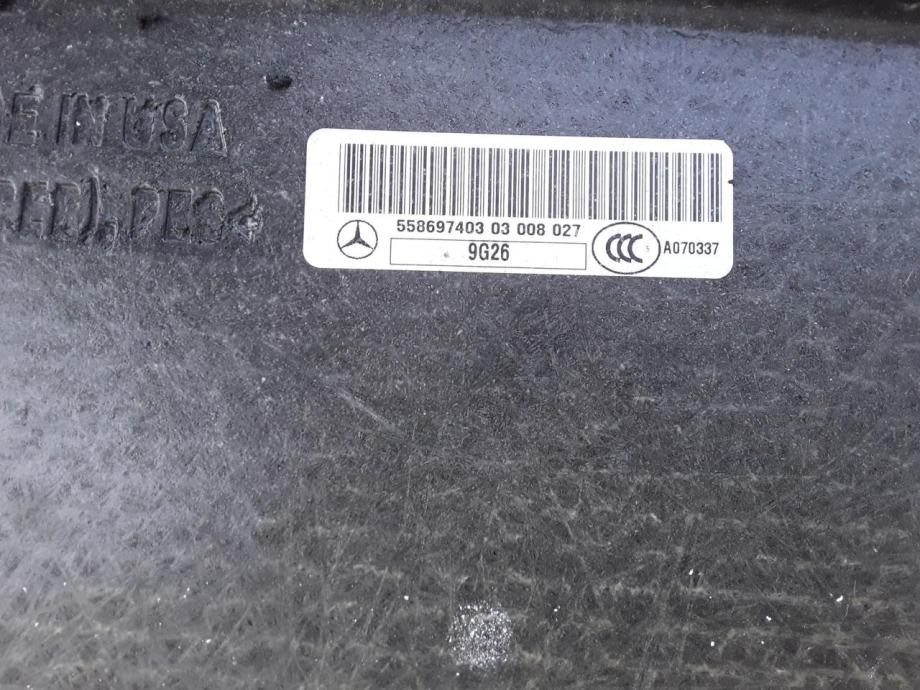 E IN USA
558697403 03 008 027
9G26
CCC S
A070337